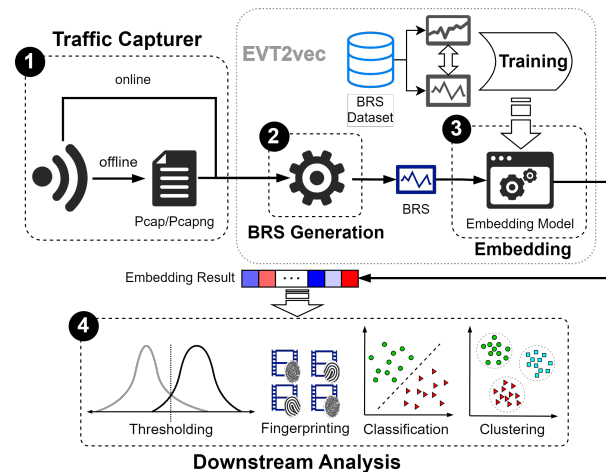 Traffic Capturer
1
online
offline
Pcap/Pcapng
EVT2vec
BRS
Dataset
Training
2
BRS Generation
BRS
3
Embedding Model
Embedding
Embedding Result
...
4
Thresholding
Fingerprinting
Classification
Clustering
Downstream Analysis